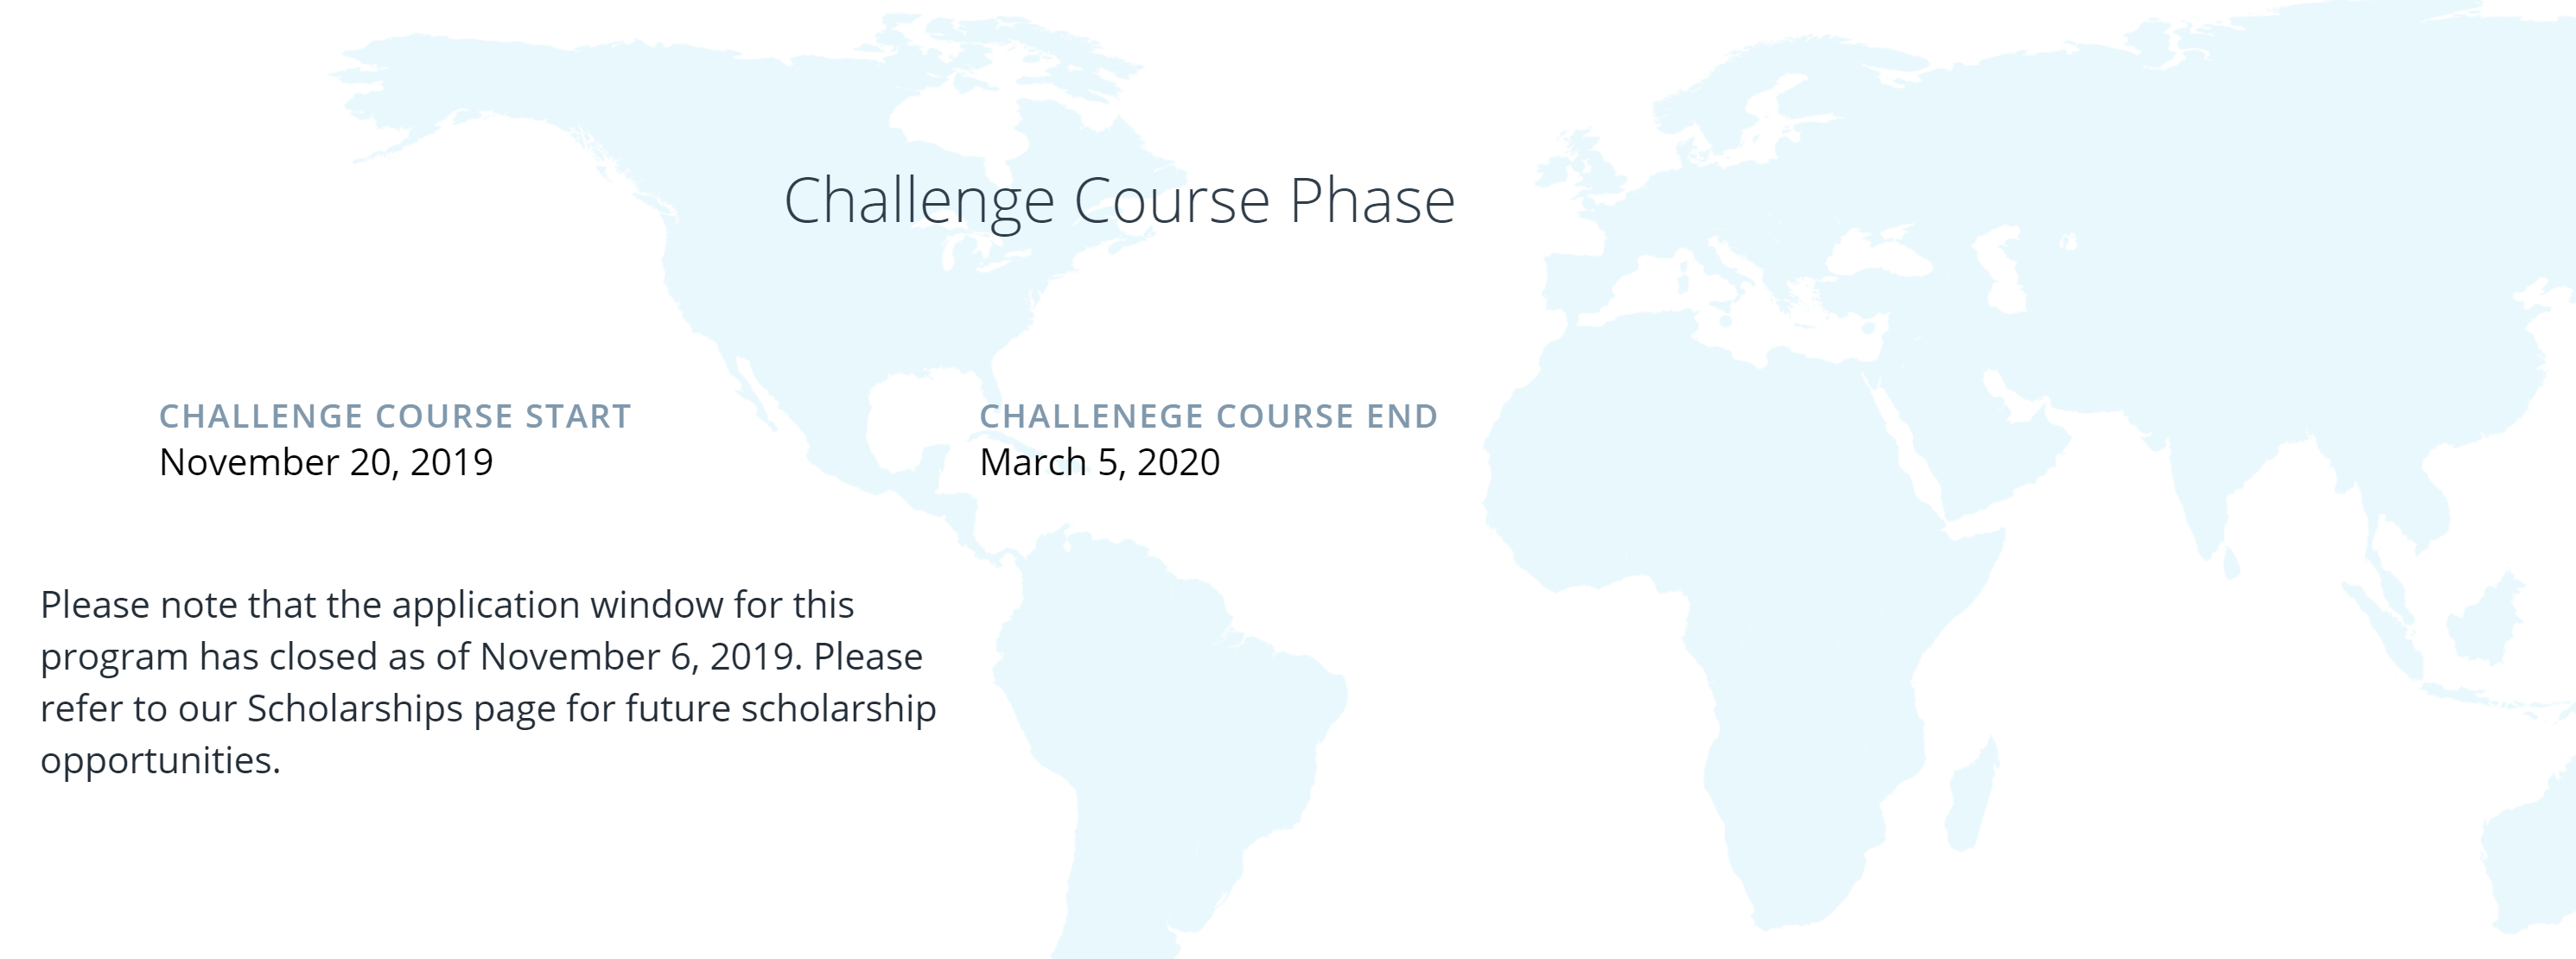 Challenge Course Phase
CHALLENGE COURSE START
November 20, 2019
CHALLENEGE COURSE END
March 5, 2020
Please note that the application window for this
program has closed as of November 6, 2019. Please
refer to our Scholarships page for future scholarship
opportunities.